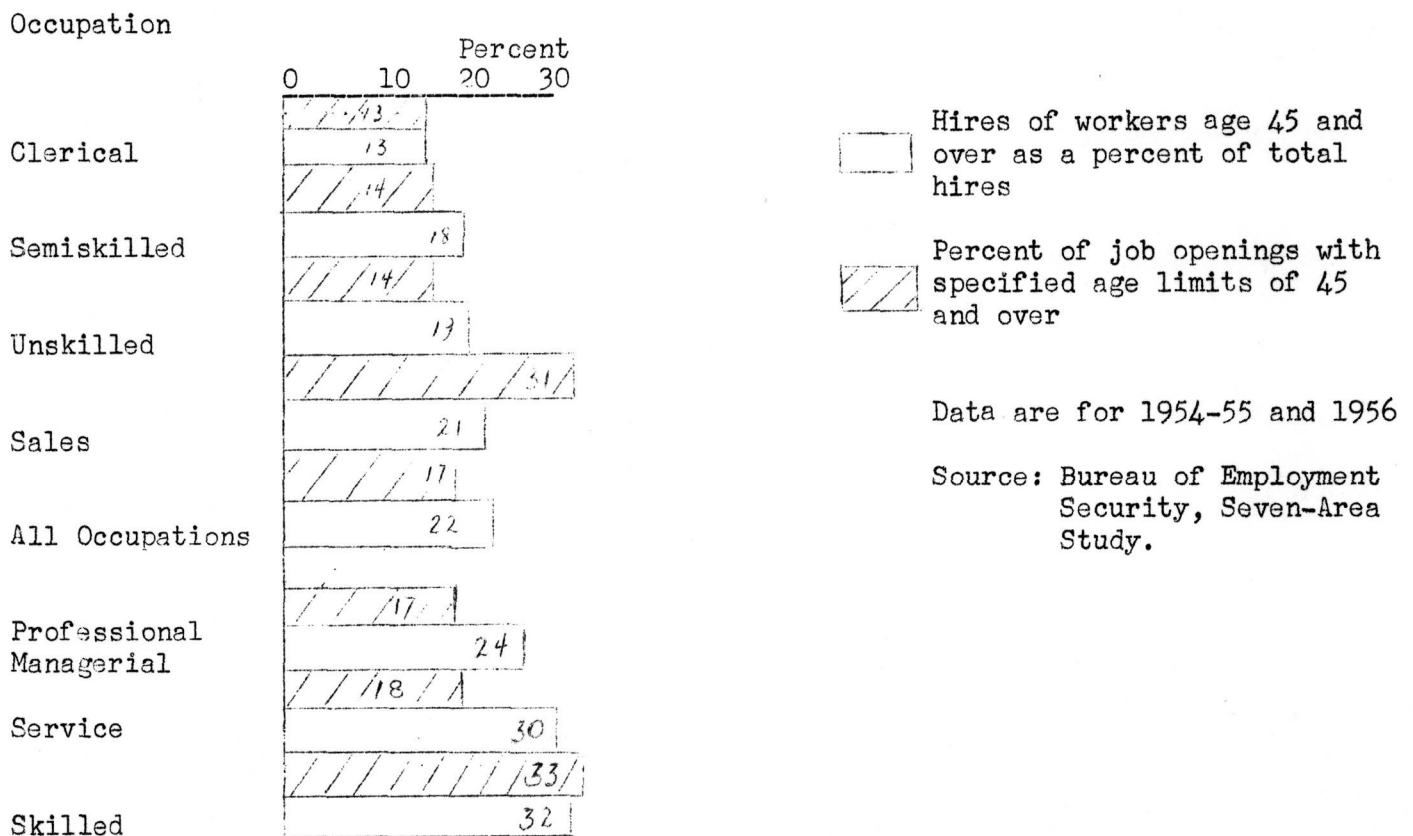 Occupation
Percent
0 10 20 30
13
Clerical 13
14
Semiskilled 18
14
Unskilled 13
31
Sales 21
17
All Occupations 22
17
Professional
Managerial 24
18
Service 30
33
Skilled 32
Hires of workers age 45 and
over as a percent of total
hires
Percent of job openings with
specified age limits of 45
and over
Data are for 1954-55 and 1956
Source: Bureau of Employment
Security, Seven-Area
Study.